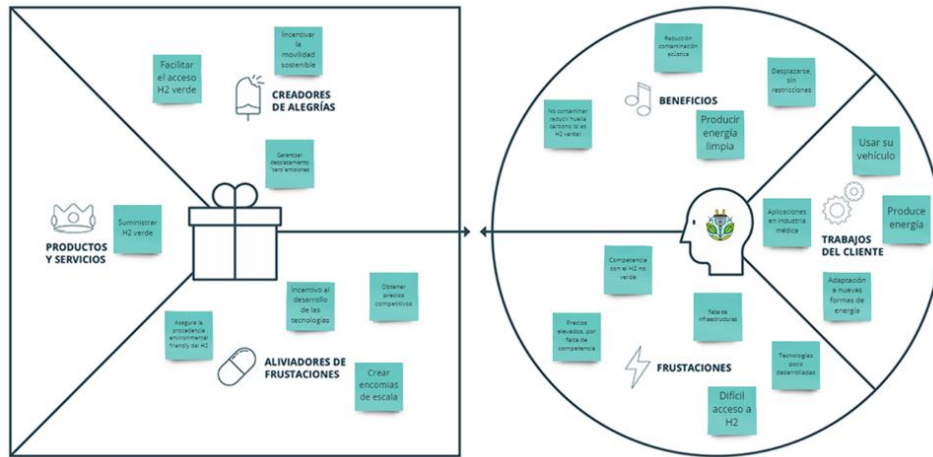 Facilitar
el acceso
H2 verde
Incentivar
la
movilidad
sostenible
CREADORES
DE ALEGRÍAS
Garantizar
desplazamiento
"cero"emisiones
PRODUCTOS
Y SERVICIOS
Suministrar
H2 verde
Asegura la
procedencia
environmental
friendly del H2
Incentivo al
desarrollo
de las
tecnologías
Obtener
precios
competitivos
ALIVIADORES DE
FRUSTACIONES
Crear
encomias
de escala
Reducción
contaminación
acústica
BENEFICIOS
Desplazarse, sin
restricciones
No contaminar
reducir huella
carbono (si es
H2 verde)
Producir
energía
limpia
Usar su
vehículo
Aplicaciones
en industria
médica
TRABAJOS
DEL CLIENTE
Produce
energía
Adaptación
a nuevas
formas de
energía
Competencia
con el H2 no
verde
Precios
elevados, por
falta de
competencia
Falta de
infraestructuras
FRUSTACIONES
Tecnologías
poco
desarrolladas
Difícil
acceso a
H2